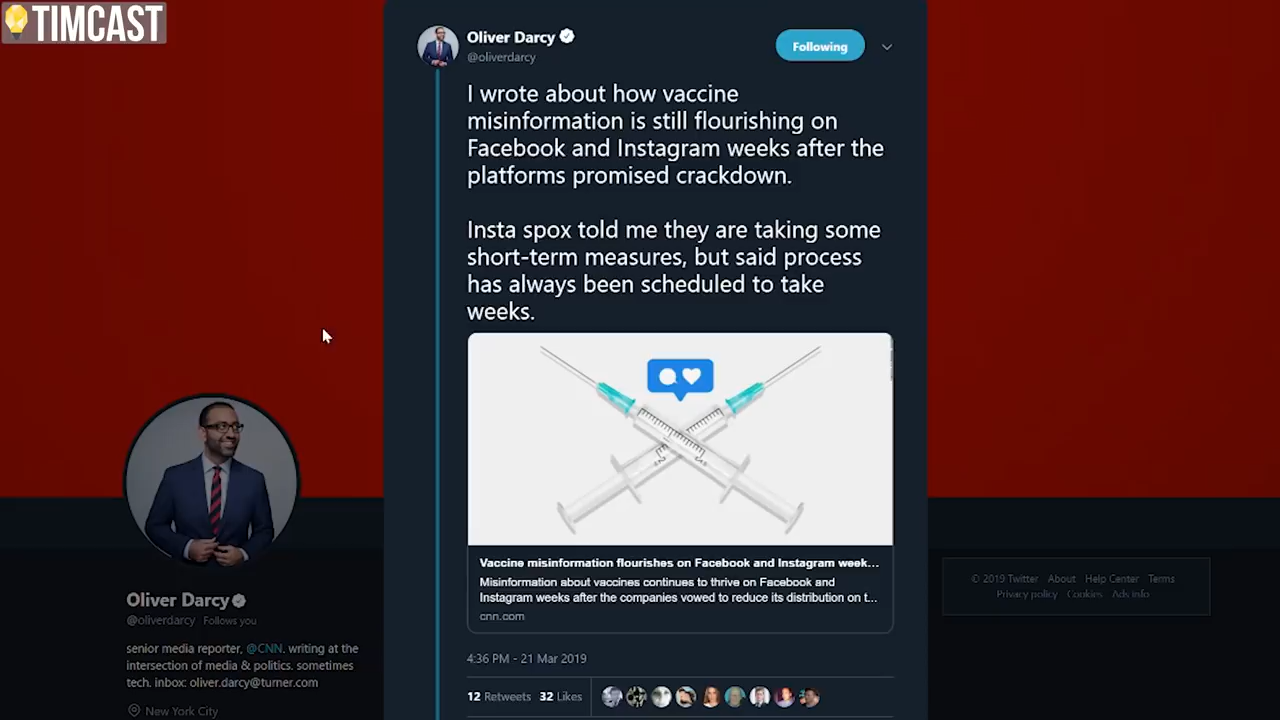 TIMCAST
Oliver Darcy
@oliverdarcy
Following
I wrote about how vaccine
misinformation is still flourishing on
Facebook and Instagram weeks after the
platforms promised crackdown.
Insta spox told me they are taking some
short-term measures, but said process
has always been scheduled to take
weeks.
Vaccine misinformation flourishes on Facebook and Instagram week...
Misinformation about vaccines continues to thrive on Facebook and
Instagram weeks after the companies vowed to reduce its distribution on t...
cnn.com
4:36 PM - 21 Mar 2019
12 Retweets 32 Likes
Oliver Darcy
@oliverdarcy Follows you
senior media reporter, @CNN. writing at the
intersection of media & politics. sometimes
tech. inbox: oliver.darcy@turner.com
New York City
© 2019 Twitter About Help Center Terms
Privacy policy Cookies Ads info